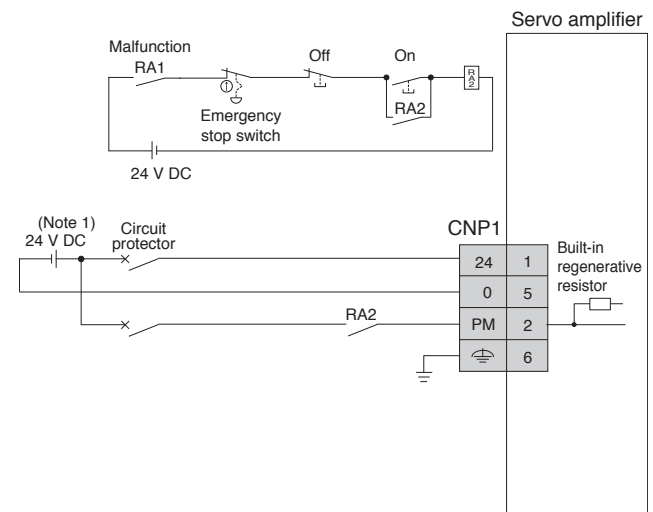 Servo amplifier
Malfunction
RA1
Off
On
RA2
RA2
Emergency
stop switch
24 V DC
(Note 1)
24 V DC
Circuit
protector
CNP1
24 1
0 5
PM 2
6
RA2
Built-in
regenerative
resistor